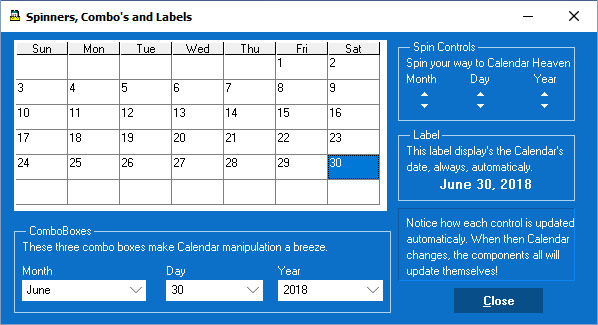 Spinners, Combo's and Labels
Sun Mon Tue Wed Thu Fri Sat
1 2
3 4 5 6 7 8 9
10 11 12 13 14 15 16
17 18 19 20 21 22 23
24 25 26 27 28 29 30
Spin Controls
Spin your way to Calendar Heaven
Month Day Year
Label
This label display's the Calendar's
date, always, automaticaly.
June 30, 2018
Notice how each control is updated
automaticaly. When then Calendar
changes, the components all will
update themselves!
ComboBoxes
These three combo boxes make Calendar manipulation a breeze.
Month Day Year
June 30 2018
Close